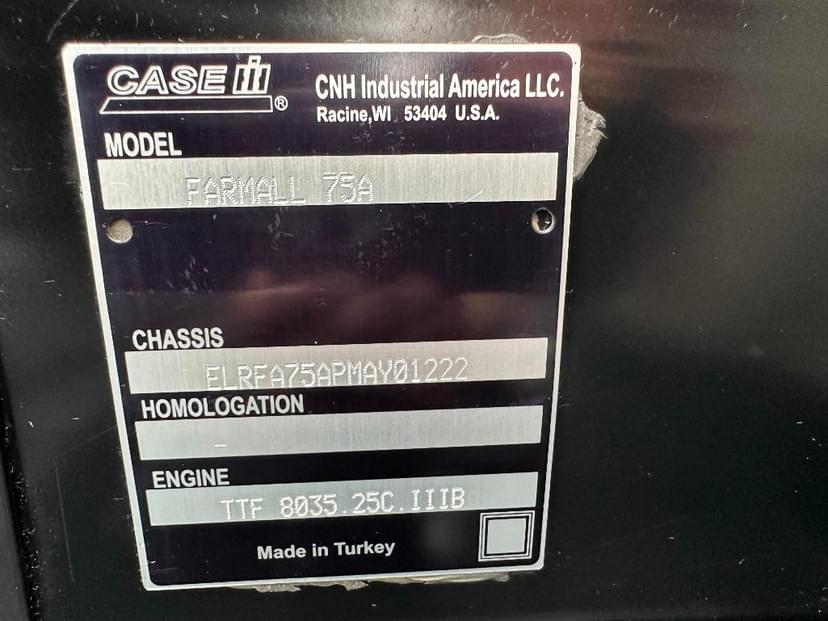 CASE IH®
CNH Industrial America LLC.
Racine,WI 53404 U.S.A.
MODEL
FARMALL 75A
CHASSIS
ELRFA75APMAY01222
HOMOLOGATION
–
ENGINE
TTF 8035.25C.IIIB
Made in Turkey